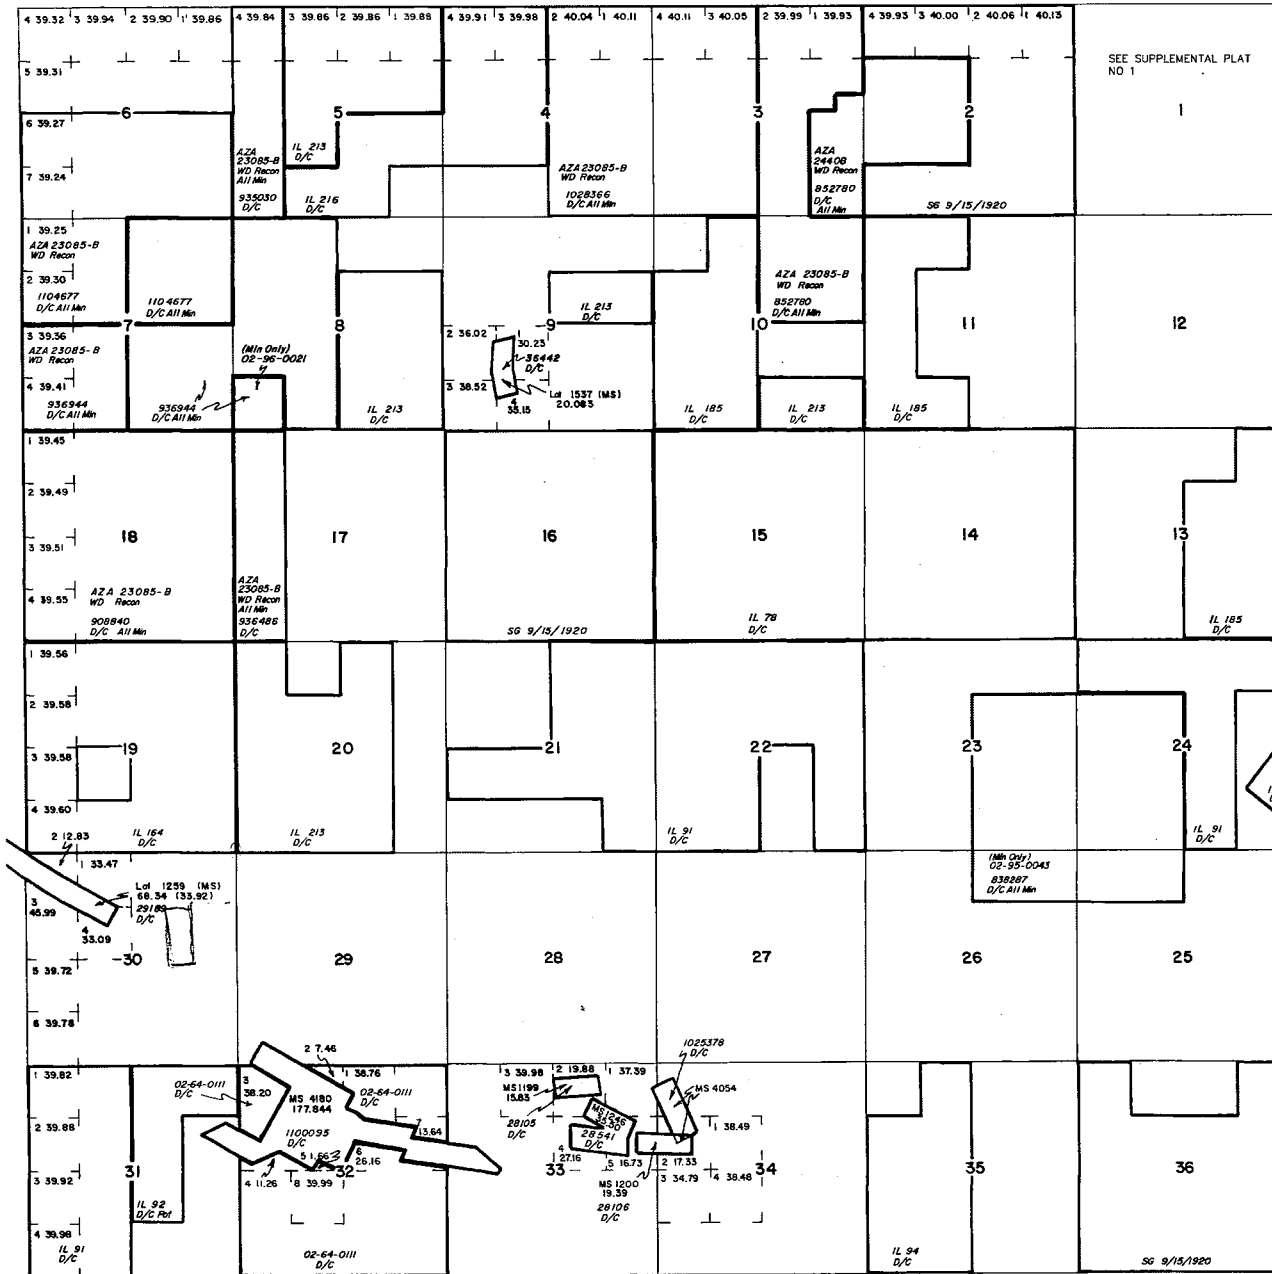 4 39.32 3 39.94 2 39.90 1 39.86
4 39.84 3 39.86 2 39.86 1 39.88
4 39.91 3 39.98 2 40.04 1 40.11
4 40.11 3 40.05 2 39.99 1 39.93
4 39.93 3 40.00 2 40.06 1 40.13
SEE SUPPLEMENTAL PLAT
NO 1
5 39.31
6 39.27
7 39.24
6
5
4
3
2
1
AZA
23085-B
WD Recon
All Min
935030
D/C
IL 213
D/C
IL 216
D/C
AZA 23085-B
WD Recon
1028366
D/C All Min
AZA
24408
WD Recon
852780
D/C
All Min
SG 9/15/1920
1 39.25
AZA 23085-B
WD Recon
2 39.30
1104677
D/C All Min
1104677
D/C All Min
7
8
9
10
11
12
3 39.36
AZA 23085-B
WD Recon
4 39.41
936944
D/C All Min
936944
D/C All Min
(Min Only)
02-96-0021
IL 213
D/C
2 36.02
1
30.23
36442
D/C
3 38.52
Lot 1537 (MS)
20.083
4
35.15
IL 213
D/C
AZA 23085-B
WD Recon
852780
D/C All Min
IL 185
D/C
IL 213
D/C
IL 185
D/C
1 39.45
2 39.49
3 39.51
4 39.55
18
17
16
15
14
13
AZA 23085-B
WD Recon
908840
D/C All Min
AZA
23085-B
WD Recon
All Min
936486
D/C
SG 9/15/1920
IL 78
D/C
IL 185
D/C
1 39.56
2 39.58
3 39.58
4 39.60
19
20
21
22
23
24
IL 164
D/C
IL 213
D/C
IL 91
D/C
IL 91
D/C
2 12.83
1 33.47
Lot 1259 (MS)
68.34 (33.92)
29189
D/C
3
45.99
4
33.09
5 39.72
6 39.78
30
29
28
27
26
25
(Min Only)
02-95-0043
838287
D/C All Min
1 39.82
2 39.88
3 39.92
4 39.98
31
IL 91
D/C
IL 92
D/C Pat
02-64-0111
D/C
3
38.20
2 7.46
1
38.76
02-64-0111
D/C
MS 4180
177.844
1100095
D/C
7
13.64
5 1.66
6
26.16
32
4 11.26
8 39.99
02-64-0111
D/C
3 39.98
2 19.88
1
37.39
MS1199
15.83
28105
D/C
MS 1246
35.30
28541
D/C
4
27.16
33
5 16.73
MS 1200
19.39
28106
D/C
1025378
D/C
MS 4054
1 38.49
2 17.33
3 34.79
4 38.48
34
35
36
IL 94
D/C
SG 9/15/1920